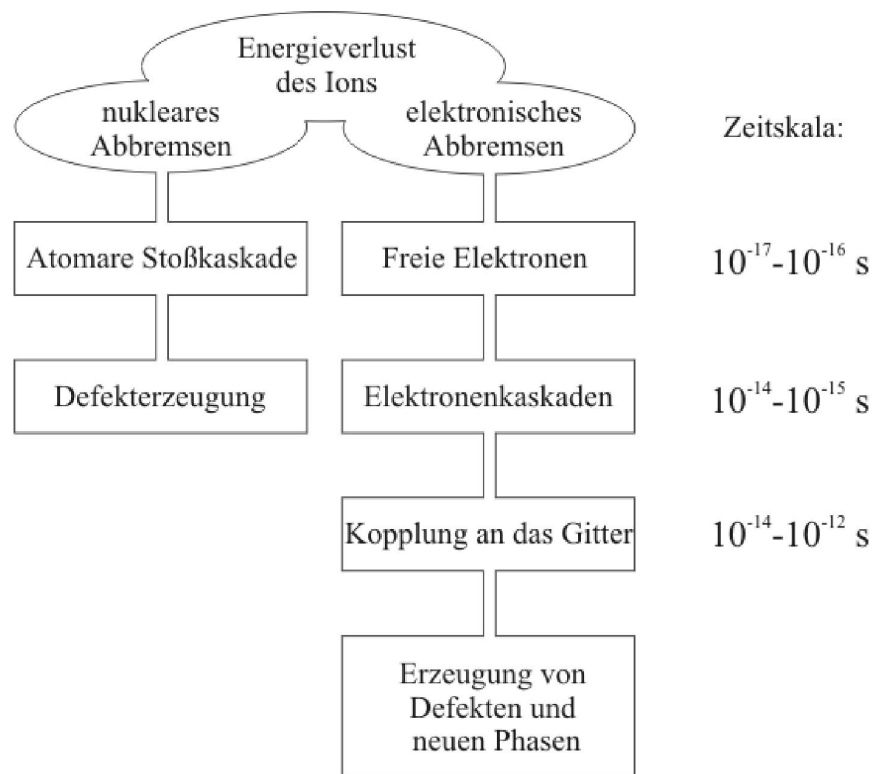 Energieverlust
des Ions
nukleares
Abbremsen
elektronisches
Abbremsen
Zeitskala:
Atomare Stoßkaskade
Freie Elektronen
10⁻¹⁷-10⁻¹⁶ s
Defekterzeugung
Elektronenkaskaden
10⁻¹⁴-10⁻¹⁵ s
Kopplung an das Gitter
10⁻¹⁴-10⁻¹² s
Erzeugung von
Defekten und
neuen Phasen